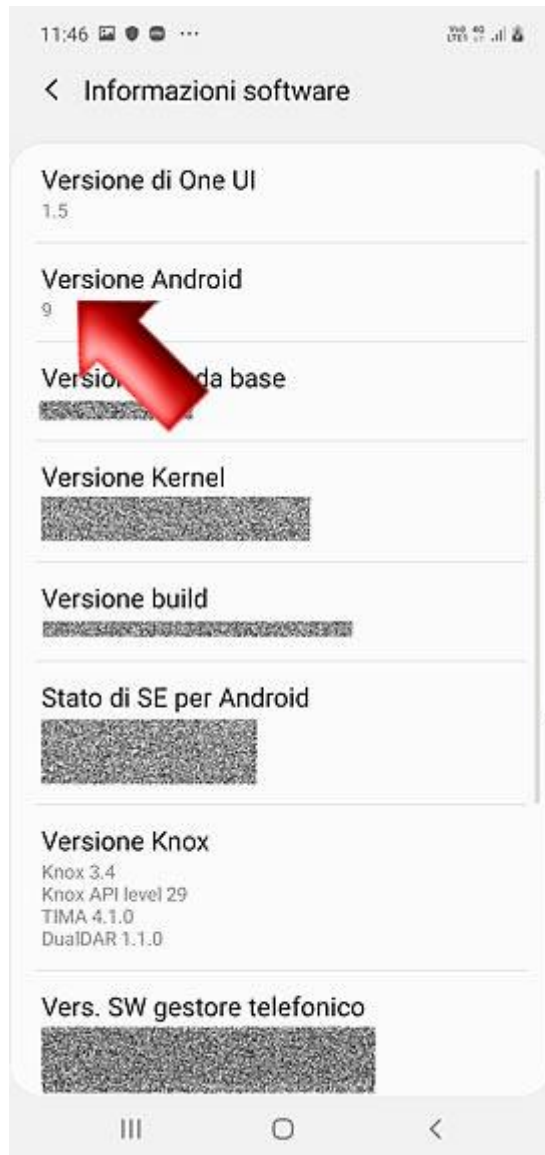 11:46
Informazioni software
Versione di One UI
1.5
Versione Android
9
Versio da base
Versione Kernel
Versione build
Stato di SE per Android
Versione Knox
Knox 3.4
Knox API level 29
TIMA 4.1.0
DualDAR 1.1.0
Vers. SW gestore telefonico